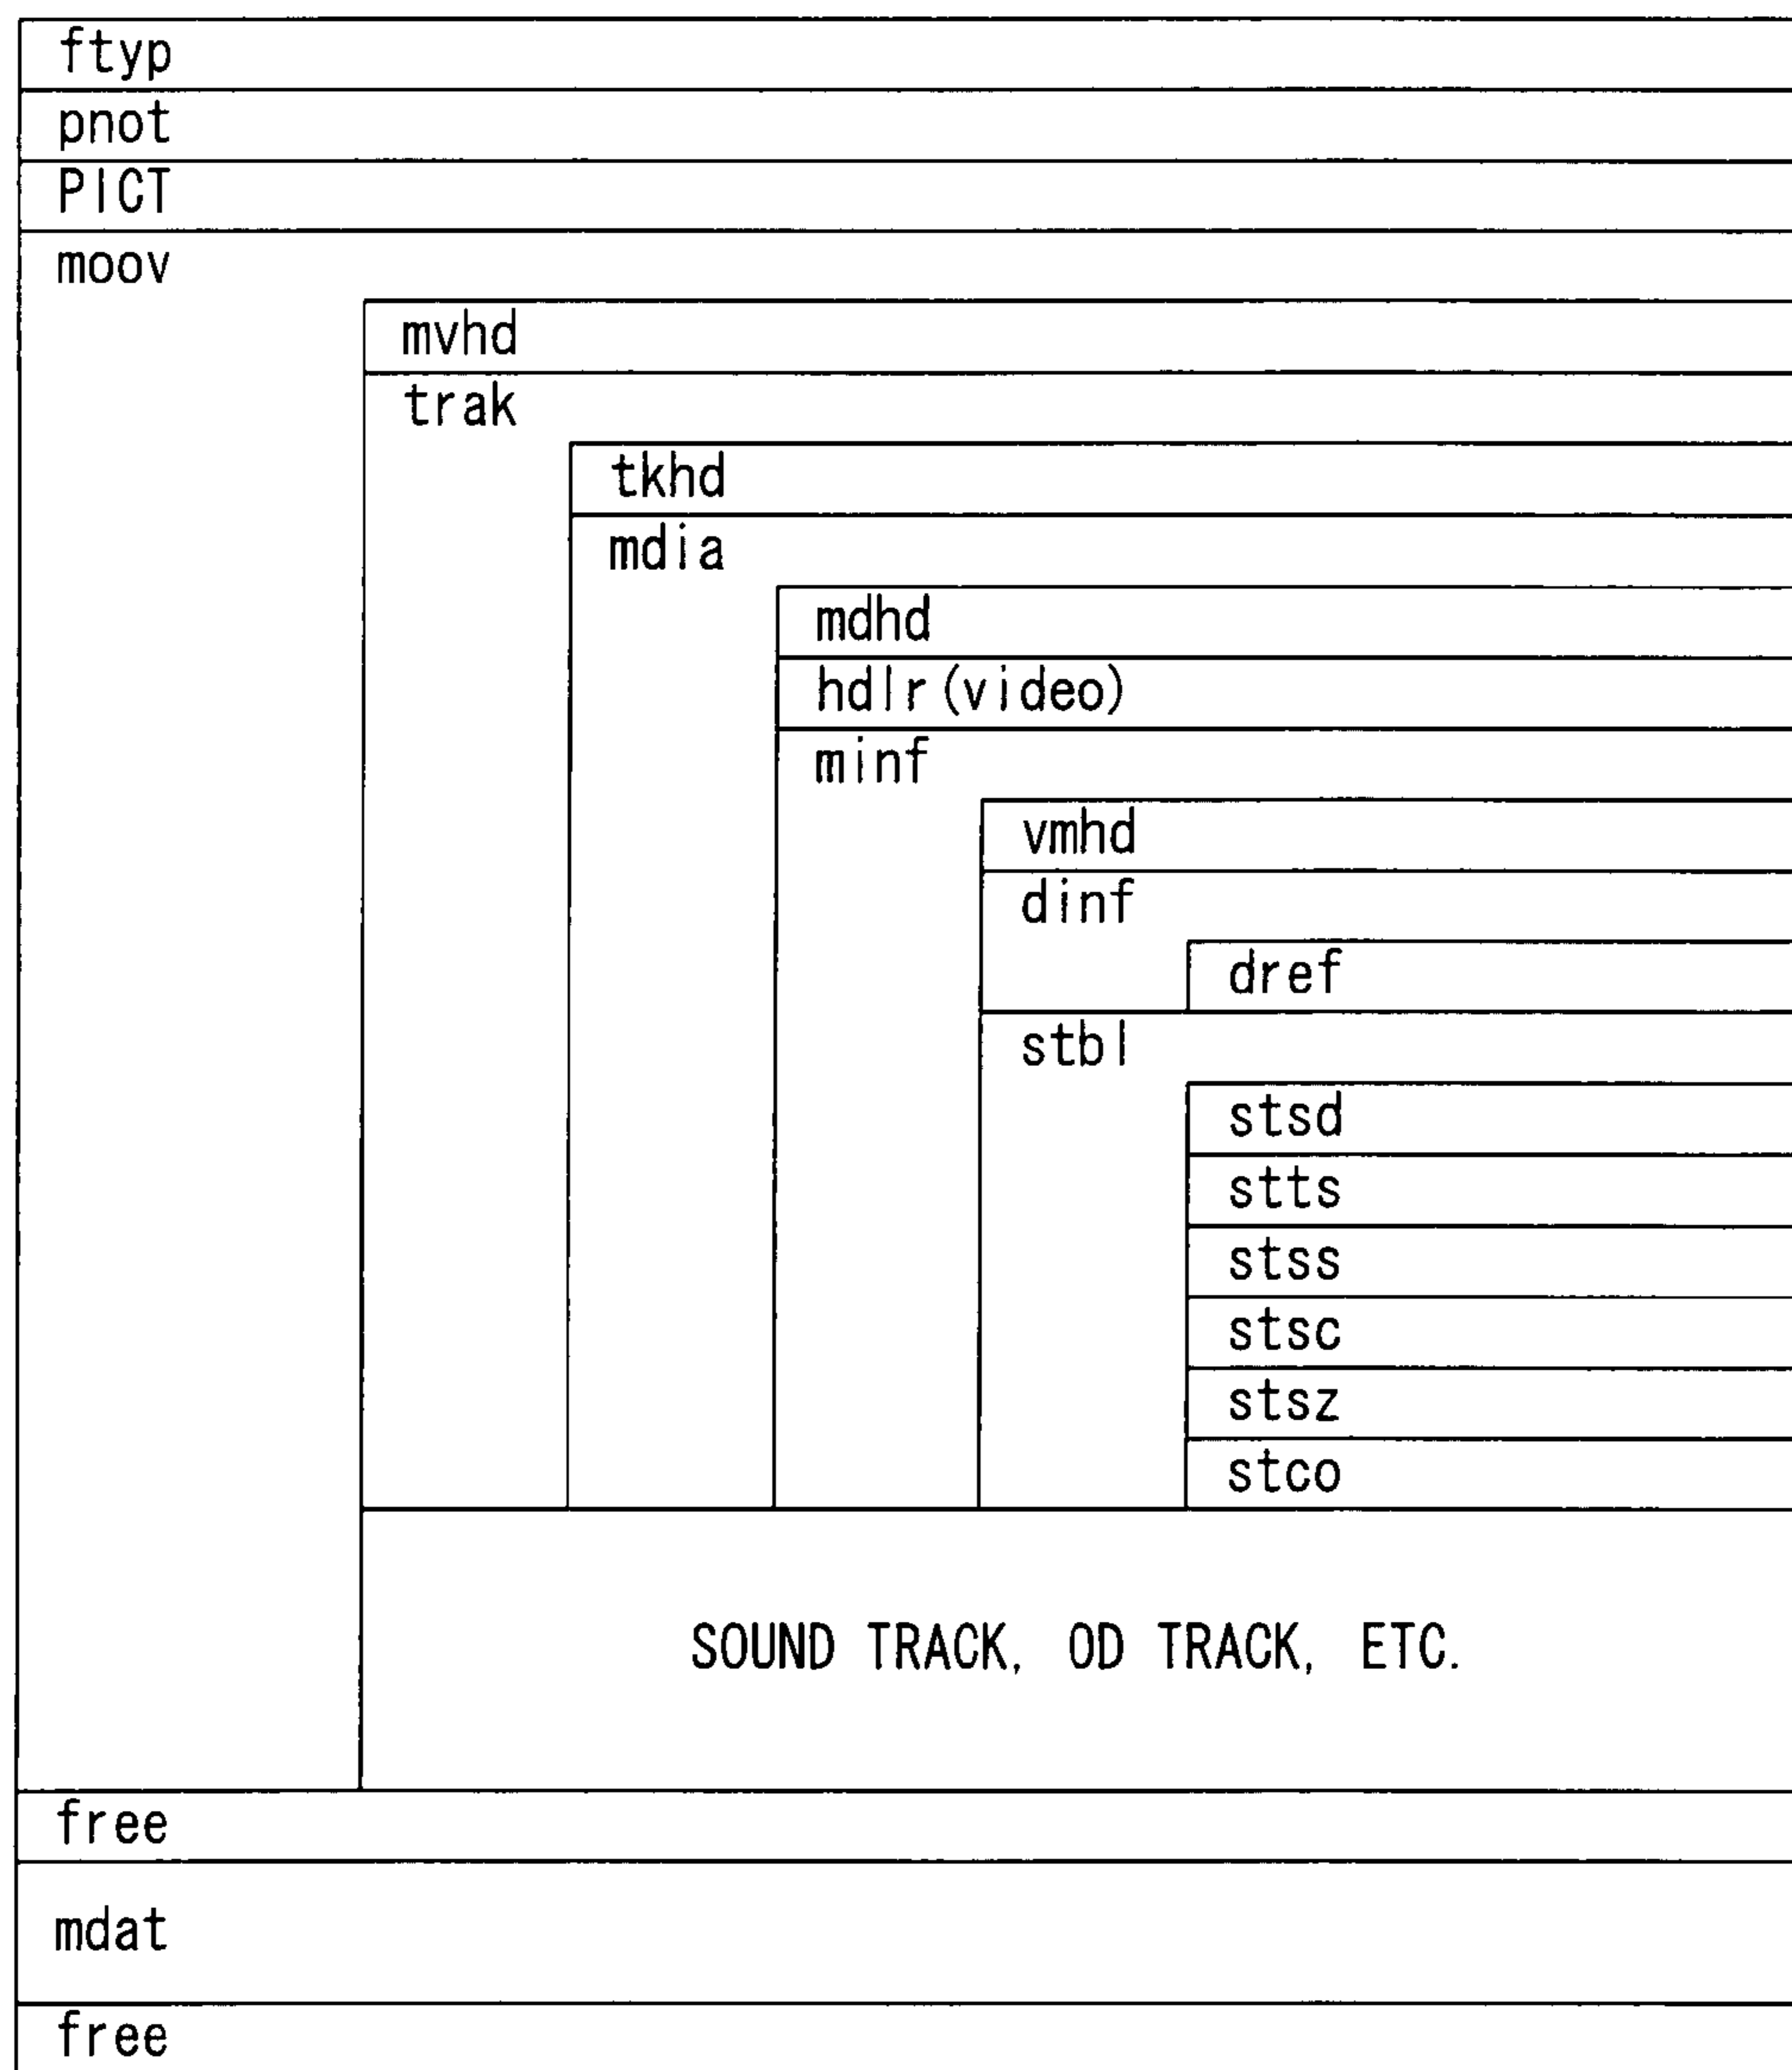 ftyp
pnot
PICT
moov
mvhd
trak
tkhd
mdia
mdhd
hdlr(video)
minf
vmhd
dinf
dref
stbl
stsd
stts
stss
stsc
stsz
stco
SOUND TRACK, OD TRACK, ETC.
free
mdat
free